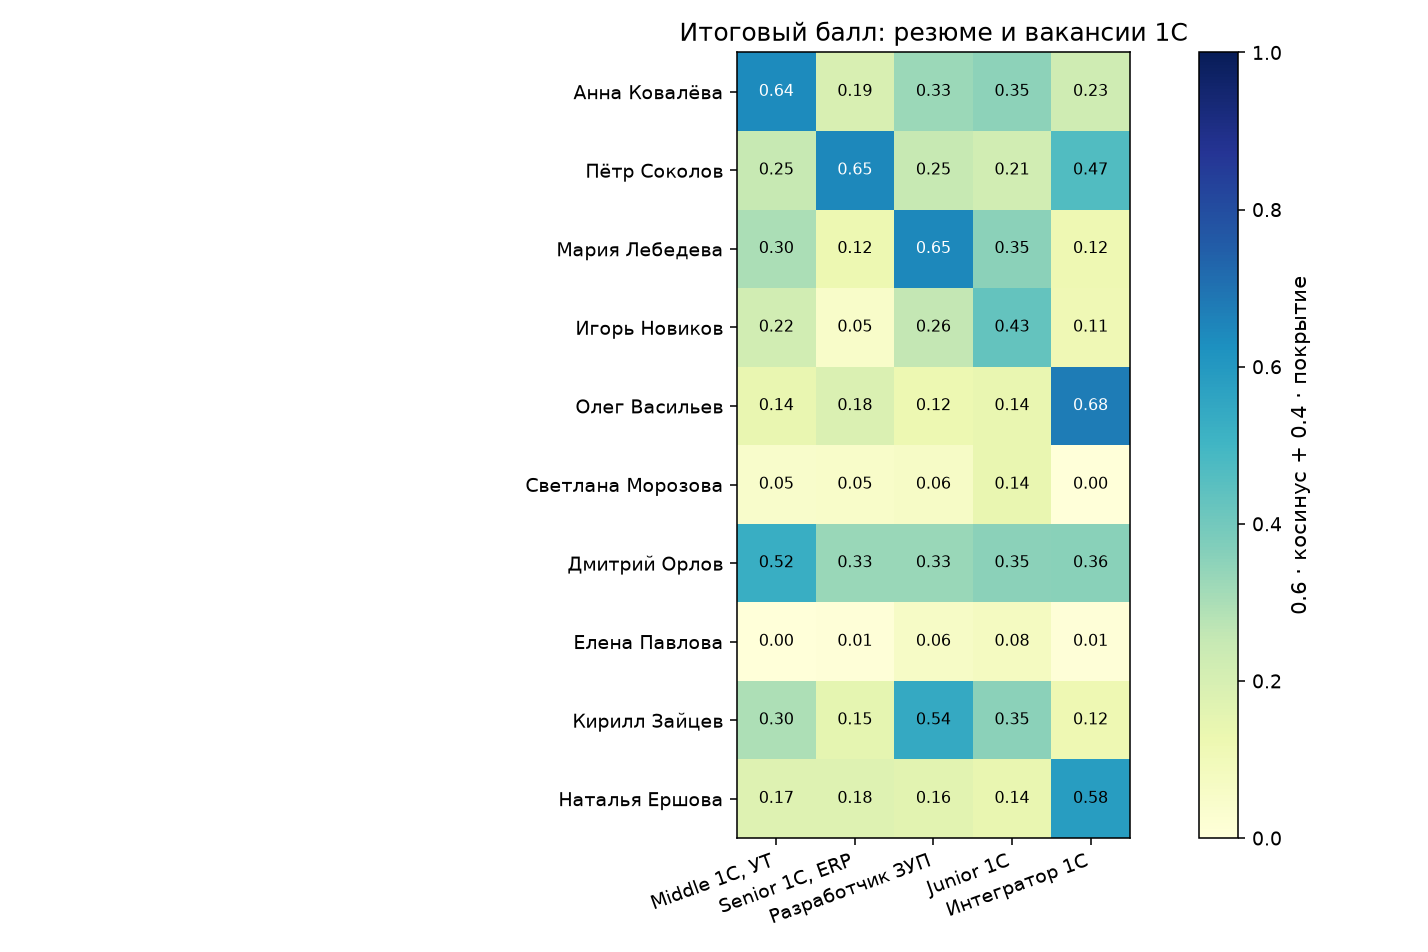 Итоговый балл: резюме и вакансии 1С
Анна Ковалёва 0.64 0.19 0.33 0.35 0.23
Пётр Соколов 0.25 0.65 0.25 0.21 0.47
Мария Лебедева 0.30 0.12 0.65 0.35 0.12
Игорь Новиков 0.22 0.05 0.26 0.43 0.11
Олег Васильев 0.14 0.18 0.12 0.14 0.68
Светлана Морозова 0.05 0.05 0.06 0.14 0.00
Дмитрий Орлов 0.52 0.33 0.33 0.35 0.36
Елена Павлова 0.00 0.01 0.06 0.08 0.01
Кирилл Зайцев 0.30 0.15 0.54 0.35 0.12
Наталья Ершова 0.17 0.18 0.16 0.14 0.58
Middle 1С, УТ
Senior 1С, ERP
Разработчик ЗУП
Junior 1С
Интегратор 1С
1.0
0.8
0.6
0.4
0.2
0.0
0.6 · косинус + 0.4 · покрытие